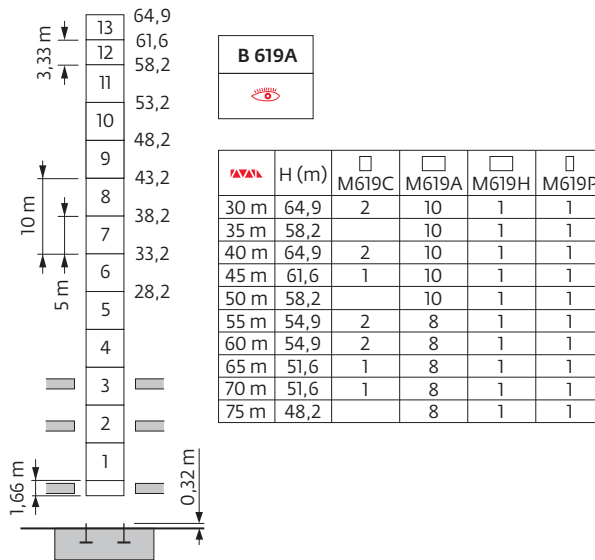 13 64,9
12 61,6
11 58,2
10 53,2
9 48,2
8 43,2
7 38,2
6 33,2
5 28,2
4
3
2
1
3,33 m
10 m
5 m
1,66 m
0,32 m
B 619A
H (m) M619C M619A M619H M619P
30 m 64,9 2 10 1 1
35 m 58,2 10 1 1
40 m 64,9 2 10 1 1
45 m 61,6 1 10 1 1
50 m 58,2 10 1 1
55 m 54,9 2 8 1 1
60 m 54,9 2 8 1 1
65 m 51,6 1 8 1 1
70 m 51,6 1 8 1 1
75 m 48,2 8 1 1